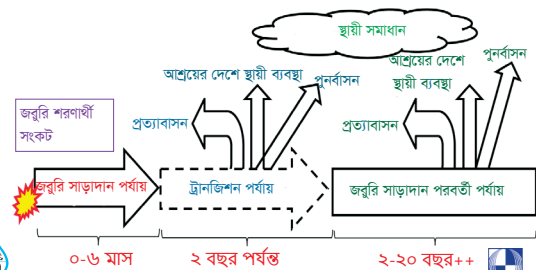 স্থায়ী সমাধান
আশ্রয়ের দেশে স্থায়ী ব্যবস্থা
পুনর্বাসন
প্রত্যাবাসন
আশ্রয়ের দেশে
স্থায়ী ব্যবস্থা
পুনর্বাসন
প্রত্যাবাসন
জরুরি শরণার্থী
সংকট
জরুরি সাড়াদান পর্যায়
ট্রানজিশন পর্যায়
জরুরি সাড়াদান পরবর্তী পর্যায়
০-৬ মাস
২ বছর পর্যন্ত
২-২০ বছর++